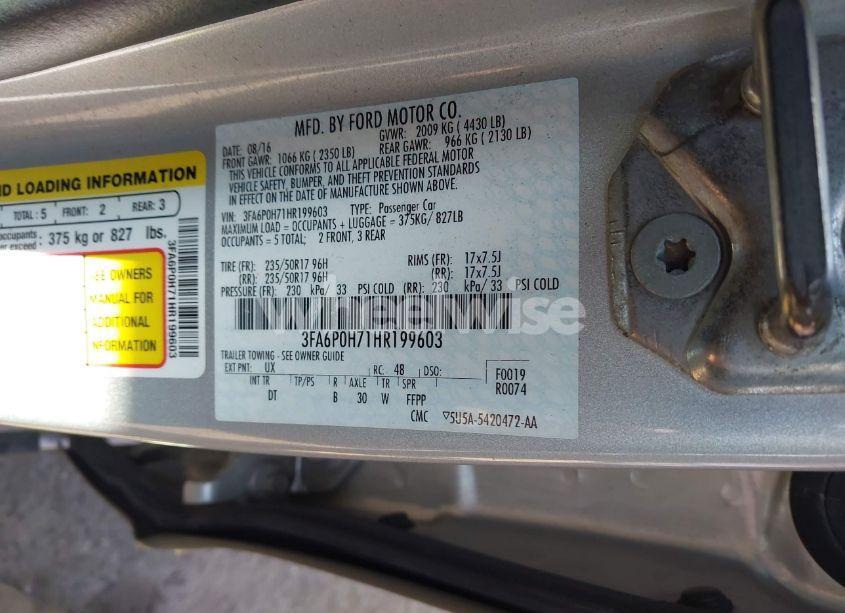 MFD. BY FORD MOTOR CO.
DATE: 08/16 GVWR: 2009 KG ( 4430 LB)
FRONT GAWR: 1066 KG ( 2350 LB) REAR GAWR: 966 KG ( 2130 LB)
THIS VEHICLE CONFORMS TO ALL APPLICABLE FEDERAL MOTOR
VEHICLE SAFETY, BUMPER, AND THEFT PREVENTION STANDARDS
IN EFFECT ON THE DATE OF MANUFACTURE SHOWN ABOVE.
VIN: 3FA6P0H71HR199603 TYPE: Passenger Car
MAXIMUM LOAD = OCCUPANTS + LUGGAGE = 375KG/ 827LB
OCCUPANTS = 5 TOTAL; 2 FRONT, 3 REAR
TIRE (FR): 235/50R17 96H RIMS (FR): 17x7.5J
(RR): 235/50R17 96H (RR): 17x7.5J
PRESSURE (FR): 230 kPa/ 33 PSI COLD (RR): 230 kPa/ 33 PSI COLD
3FA6P0H71HR199603
TRAILER TOWING - SEE OWNER GUIDE
EXT PNT: UX RC: 48 DSO: F0019
INT TR TP/PS R AXLE TR SPR R0074
DT B 30 W FFPP
CMC ▽5U5A-5420472-AA
ND LOADING INFORMATION
TOTAL : 5 FRONT: 2 REAR: 3
occupants
exceed 375 kg or 827 lbs.
SEE OWNERS
MANUAL FOR
ADDITIONAL
INFORMATION
3FA6P0H71HR199603
WheelWise